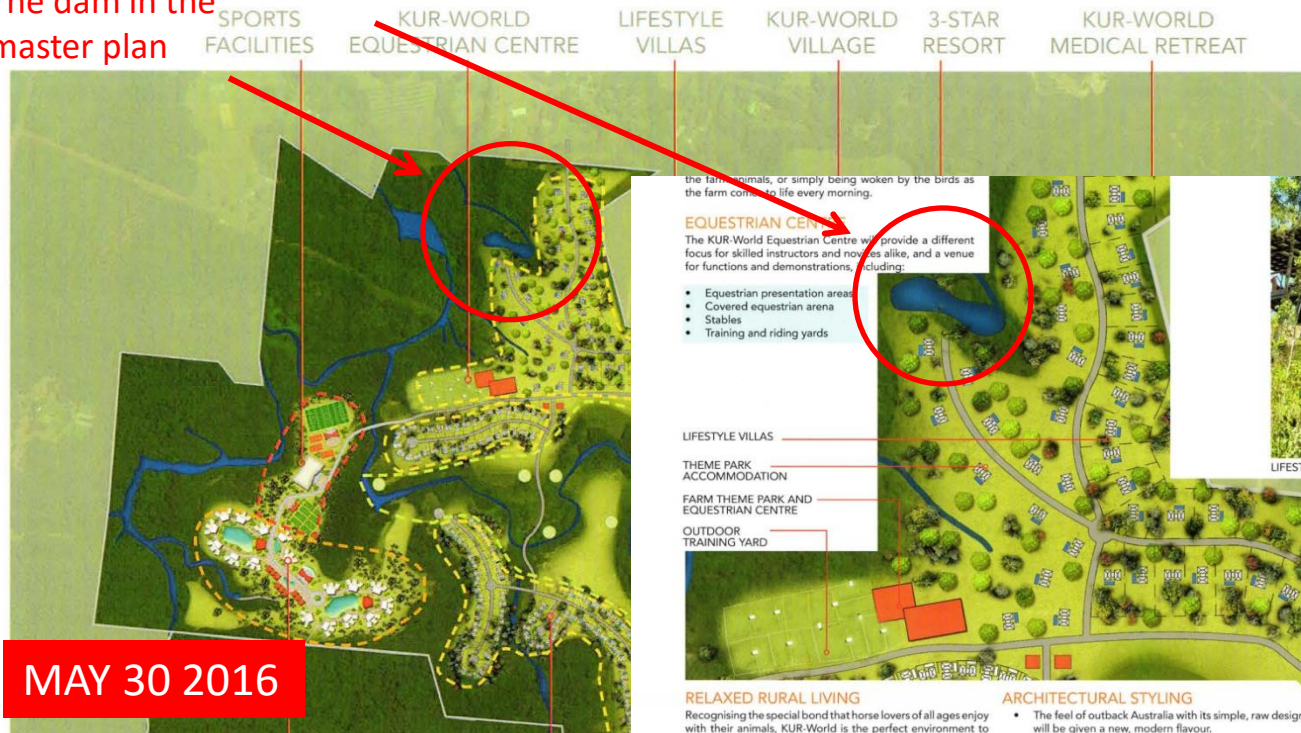 The dam in the
master plan
SPORTS
FACILITIES
KUR-WORLD
EQUESTRIAN CENTRE
LIFESTYLE
VILLAS
KUR-WORLD
VILLAGE
3-STAR
RESORT
KUR-WORLD
MEDICAL RETREAT
the farm animals, or simply being woken by the birds as
the farm comes to life every morning.
EQUESTRIAN CENTRE
The KUR-World Equestrian Centre will provide a different
focus for skilled instructors and novices alike, and a venue
for functions and demonstrations, including:
• Equestrian presentation areas
• Covered equestrian arena
• Stables
• Training and riding yards
LIFESTYLE VILLAS
THEME PARK
ACCOMMODATION
FARM THEME PARK AND
EQUESTRIAN CENTRE
OUTDOOR
TRAINING YARD
LIFEST
MAY 30 2016
RELAXED RURAL LIVING
Recognising the special bond that horse lovers of all ages enjoy
with their animals, KUR-World is the perfect environment to
ARCHITECTURAL STYLING
• The feel of outback Australia with its simple, raw design
will be given a new, modern flavour.